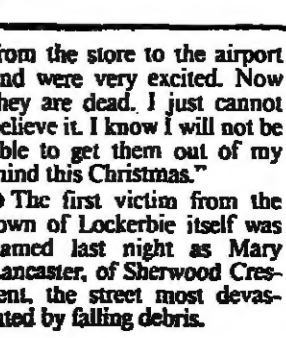 rom the store to the airport
nd were very excited. Now
hey are dead. I just cannot
elieve it. I know I will not be
ble to get them out of my
ind this Christmas."
The first victim from the
own of Lockerbie itself was
amed last night as Mary
ancaster, of Sherwood Cres-
ent, the street most devas-
ated by falling debris.